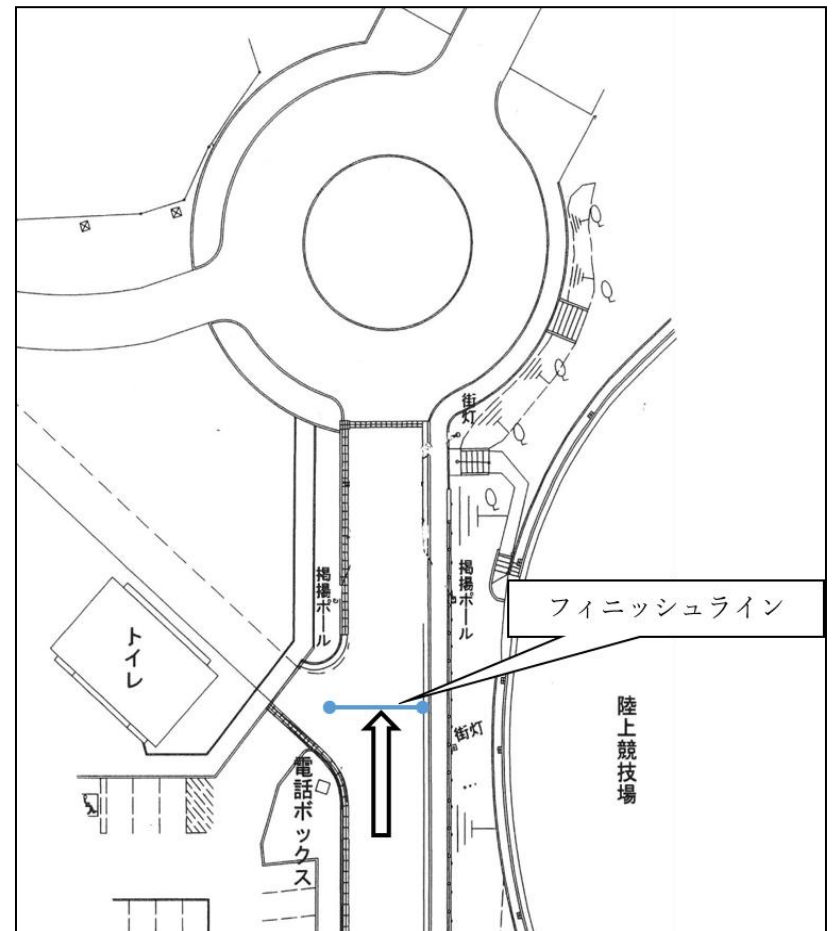 街灯
掲揚ポール
掲揚ポール
フィニッシュライン
トイレ
陸上競技場
街灯
電話ボックス